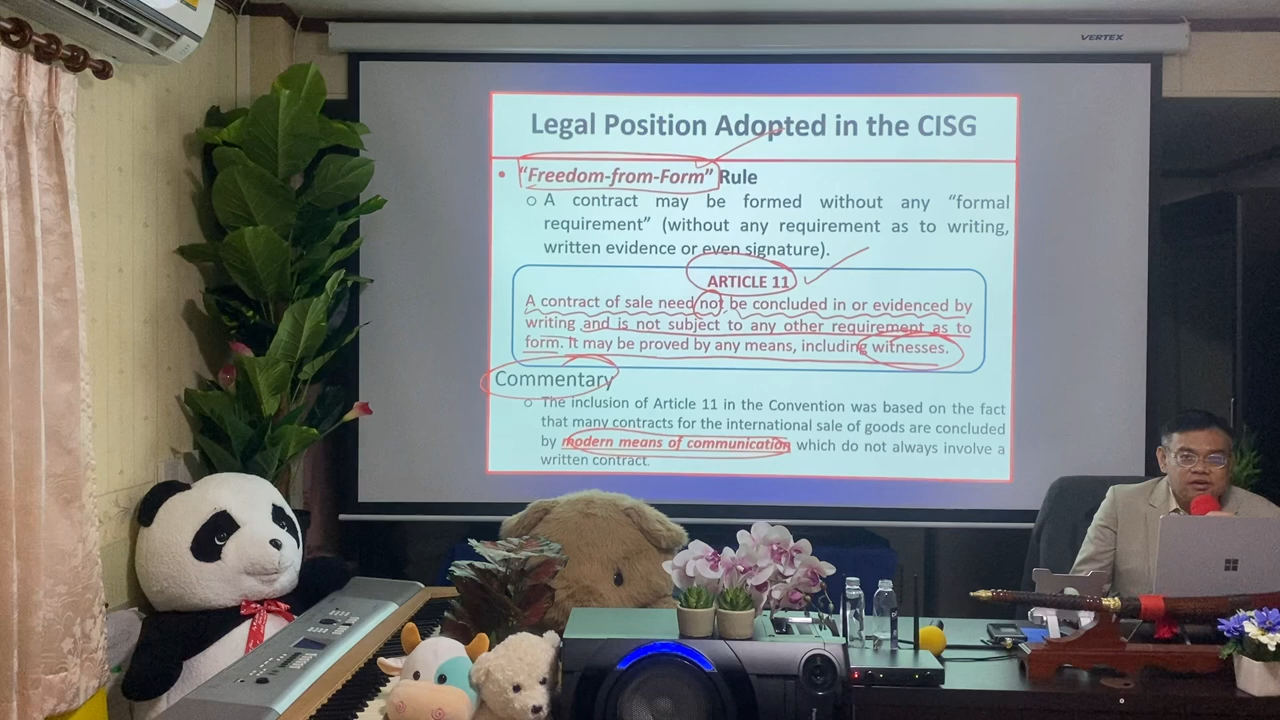 VERTEX
Legal Position Adopted in the CISG
• “Freedom-from-Form” Rule
o A contract may be formed without any “formal
requirement” (without any requirement as to writing,
written evidence or even signature).
ARTICLE 11
A contract of sale need not be concluded in or evidenced by
writing and is not subject to any other requirement as to
form. It may be proved by any means, including witnesses.
Commentary
o The inclusion of Article 11 in the Convention was based on the fact
that many contracts for the international sale of goods are concluded
by modern means of communication which do not always involve a
written contract.